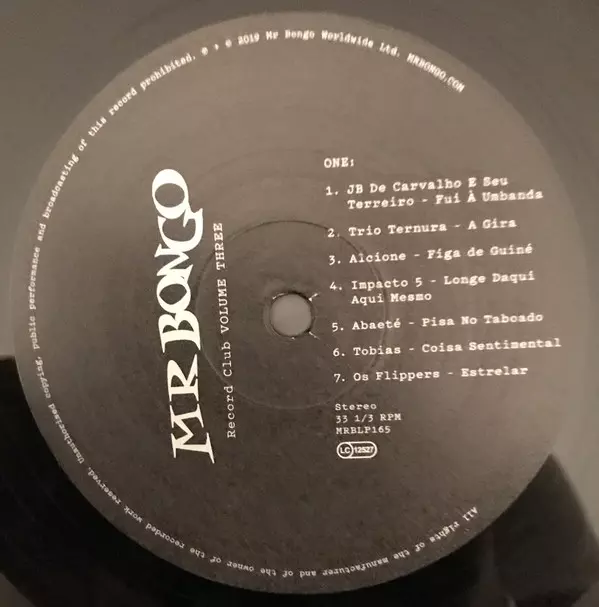 MR BONGO
Record Club VOLUME THREE
ONE:
1. JB De Carvalho E Seu
Terreiro - Fui À Umbanda
2. Trio Ternura - A Gira
3. Alcione - Figa de Guiné
4. Impacto 5 - Longe Daqui
Aqui Mesmo
5. Abaeté - Pisa No Taboado
6. Tobias - Coisa Sentimental
7. Os Flippers - Estrelar
Stereo
33 1/3 RPM
MRBLP165
LC 12527
All rights of the manufacturer and of the owner of the recorded work reserved. Unauthorised copying, public performance and broadcasting of this record prohibited. ℗ + © 2019 Mr Bongo Worldwide Ltd. MRBONGO.COM